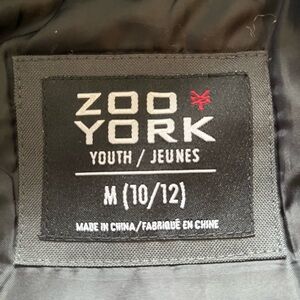 ZOO
YORK
YOUTH / JEUNES
M (10/12)
MADE IN CHINA/FABRIQUÉ EN CHINE